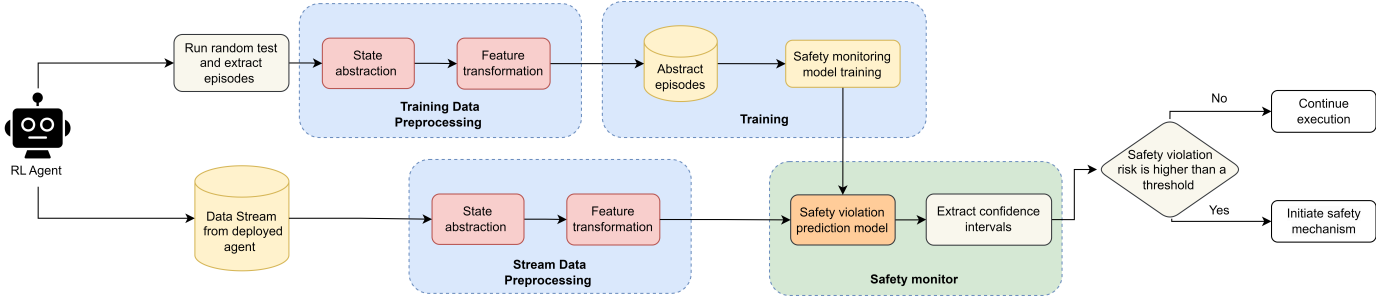 RL Agent
Run random test
and extract
episodes
State
abstraction
Feature
transformation
Training Data
Preprocessing
Abstract
episodes
Safety monitoring
model training
Training
Data Stream
from deployed
agent
State
abstraction
Feature
transformation
Stream Data
Preprocessing
Safety violation
prediction model
Extract confidence
intervals
Safety monitor
Safety violation
risk is higher than a
threshold
No
Continue
execution
Yes
Initiate safety
mechanism